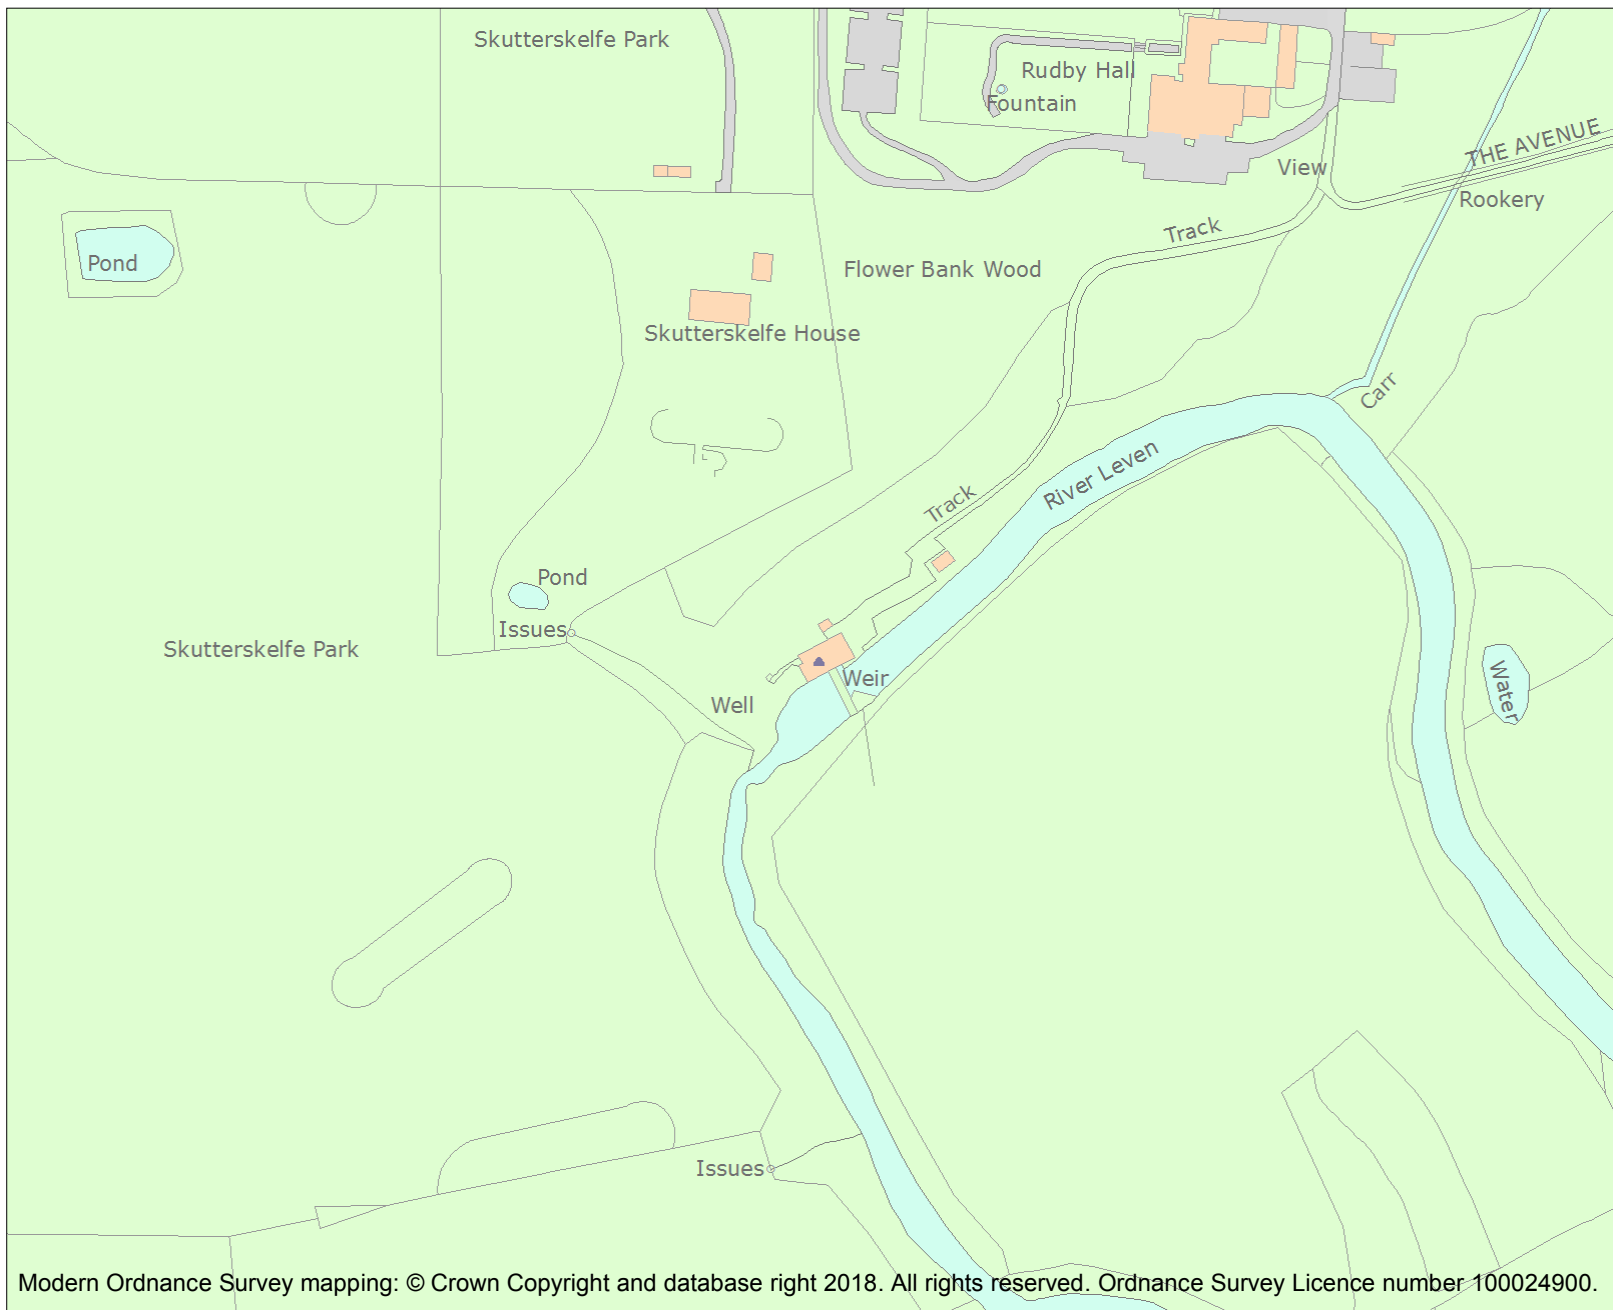 Skutterskelfe Park
Rudby Hall
Fountain
THE AVENUE
View
Rookery
Track
Pond
Flower Bank Wood
Skutterskelfe House
Carr
River Leven
Track
Pond
Issues
Skutterskelfe Park
Weir
Well
Water
Issues
Modern Ordnance Survey mapping: © Crown Copyright and database right 2018. All rights reserved. Ordnance Survey Licence number 100024900.